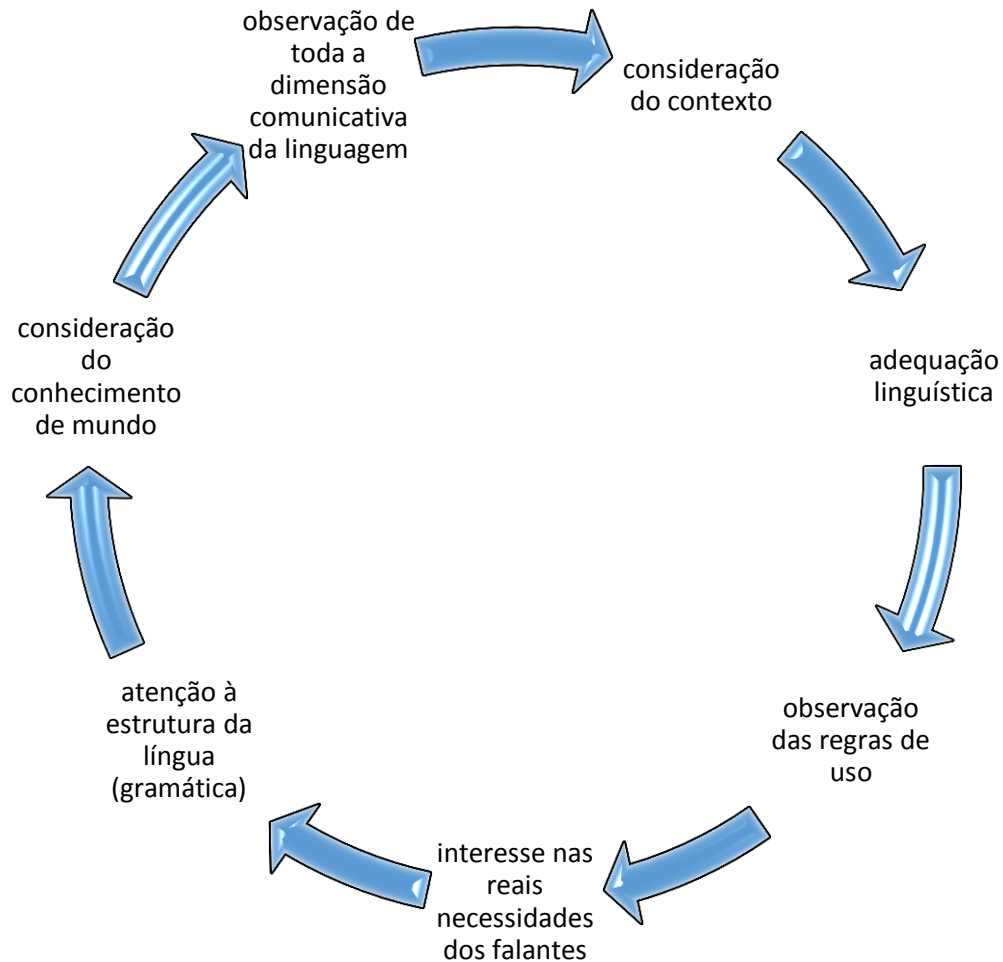 observação de
toda a
dimensão
comunicativa
da linguagem
consideração
do contexto
adequação
linguística
observação
das regras de
uso
interesse nas
reais
necessidades
dos falantes
atenção à
estrutura da
língua
(gramática)
consideração
do
conhecimento
de mundo